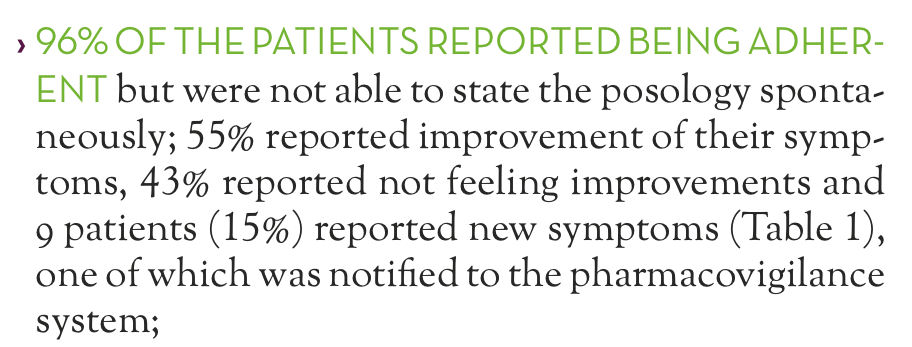 › 96% OF THE PATIENTS REPORTED BEING ADHER-
ENT but were not able to state the posology sponta-
neously; 55% reported improvement of their symp-
toms, 43% reported not feeling improvements and
9 patients (15%) reported new symptoms (Table 1),
one of which was notified to the pharmacovigilance
system;